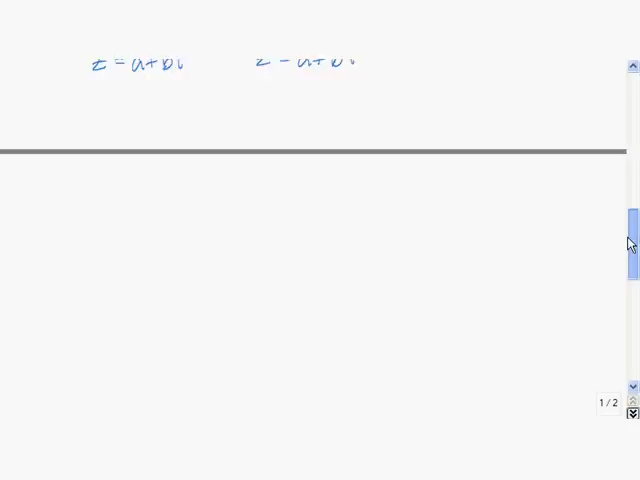 z = a+bi z = a+bi
1 / 2